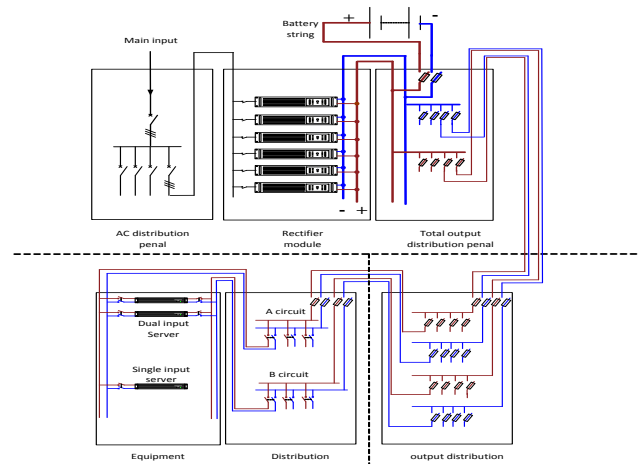 Battery
string
+
-
Main input
-
+
AC distribution
penal
Rectifier
module
Total output
distribution penal
A circuit
Dual input
Server
Single input
server
B circuit
Equipment
Distribution
output distribution